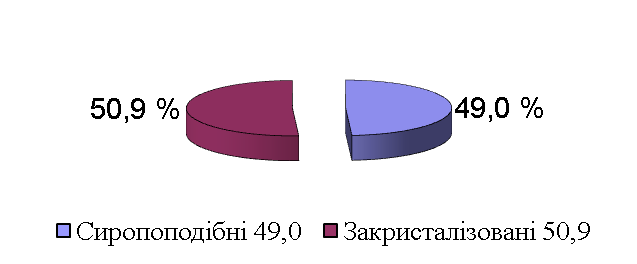 50,9 %
49,0 %
Сиропоподібні 49,0
Закристалізовані 50,9